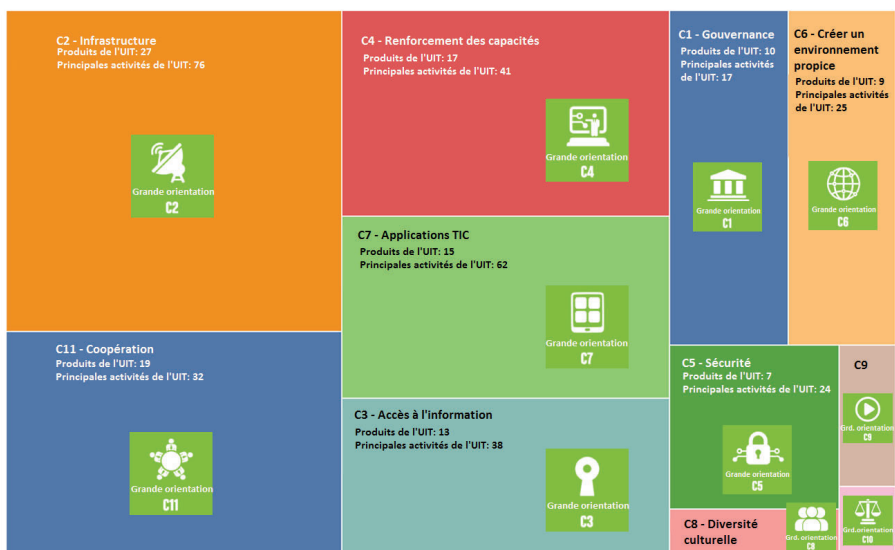 C2 - Infrastructure
Produits de l'UIT: 27
Principales activités de l'UIT: 76
Grande orientation
C2
C4 - Renforcement des capacités
Produits de l'UIT: 17
Principales activités de l'UIT: 41
Grande orientation
C4
C1 - Gouvernance
Produits de l'UIT: 10
Principales activités
de l'UIT: 17
Grande orientation
C1
C6 - Créer un
environnement
propice
Produits de l'UIT: 9
Principales activités
de l'UIT: 25
Grande orientation
C6
C7 - Applications TIC
Produits de l'UIT: 15
Principales activités de l'UIT: 62
Grande orientation
C7
C11 - Coopération
Produits de l'UIT: 19
Principales activités de l'UIT: 32
Grande orientation
C11
C3 - Accès à l'information
Produits de l'UIT: 13
Principales activités de l'UIT: 38
Grande orientation
C3
C5 - Sécurité
Produits de l'UIT: 7
Principales activités de l'UIT: 24
Grande orientation
C5
C9
Grd. orientation
C9
C8 - Diversité
culturelle
Grd. orientation
C8
Grd. orientation
C10